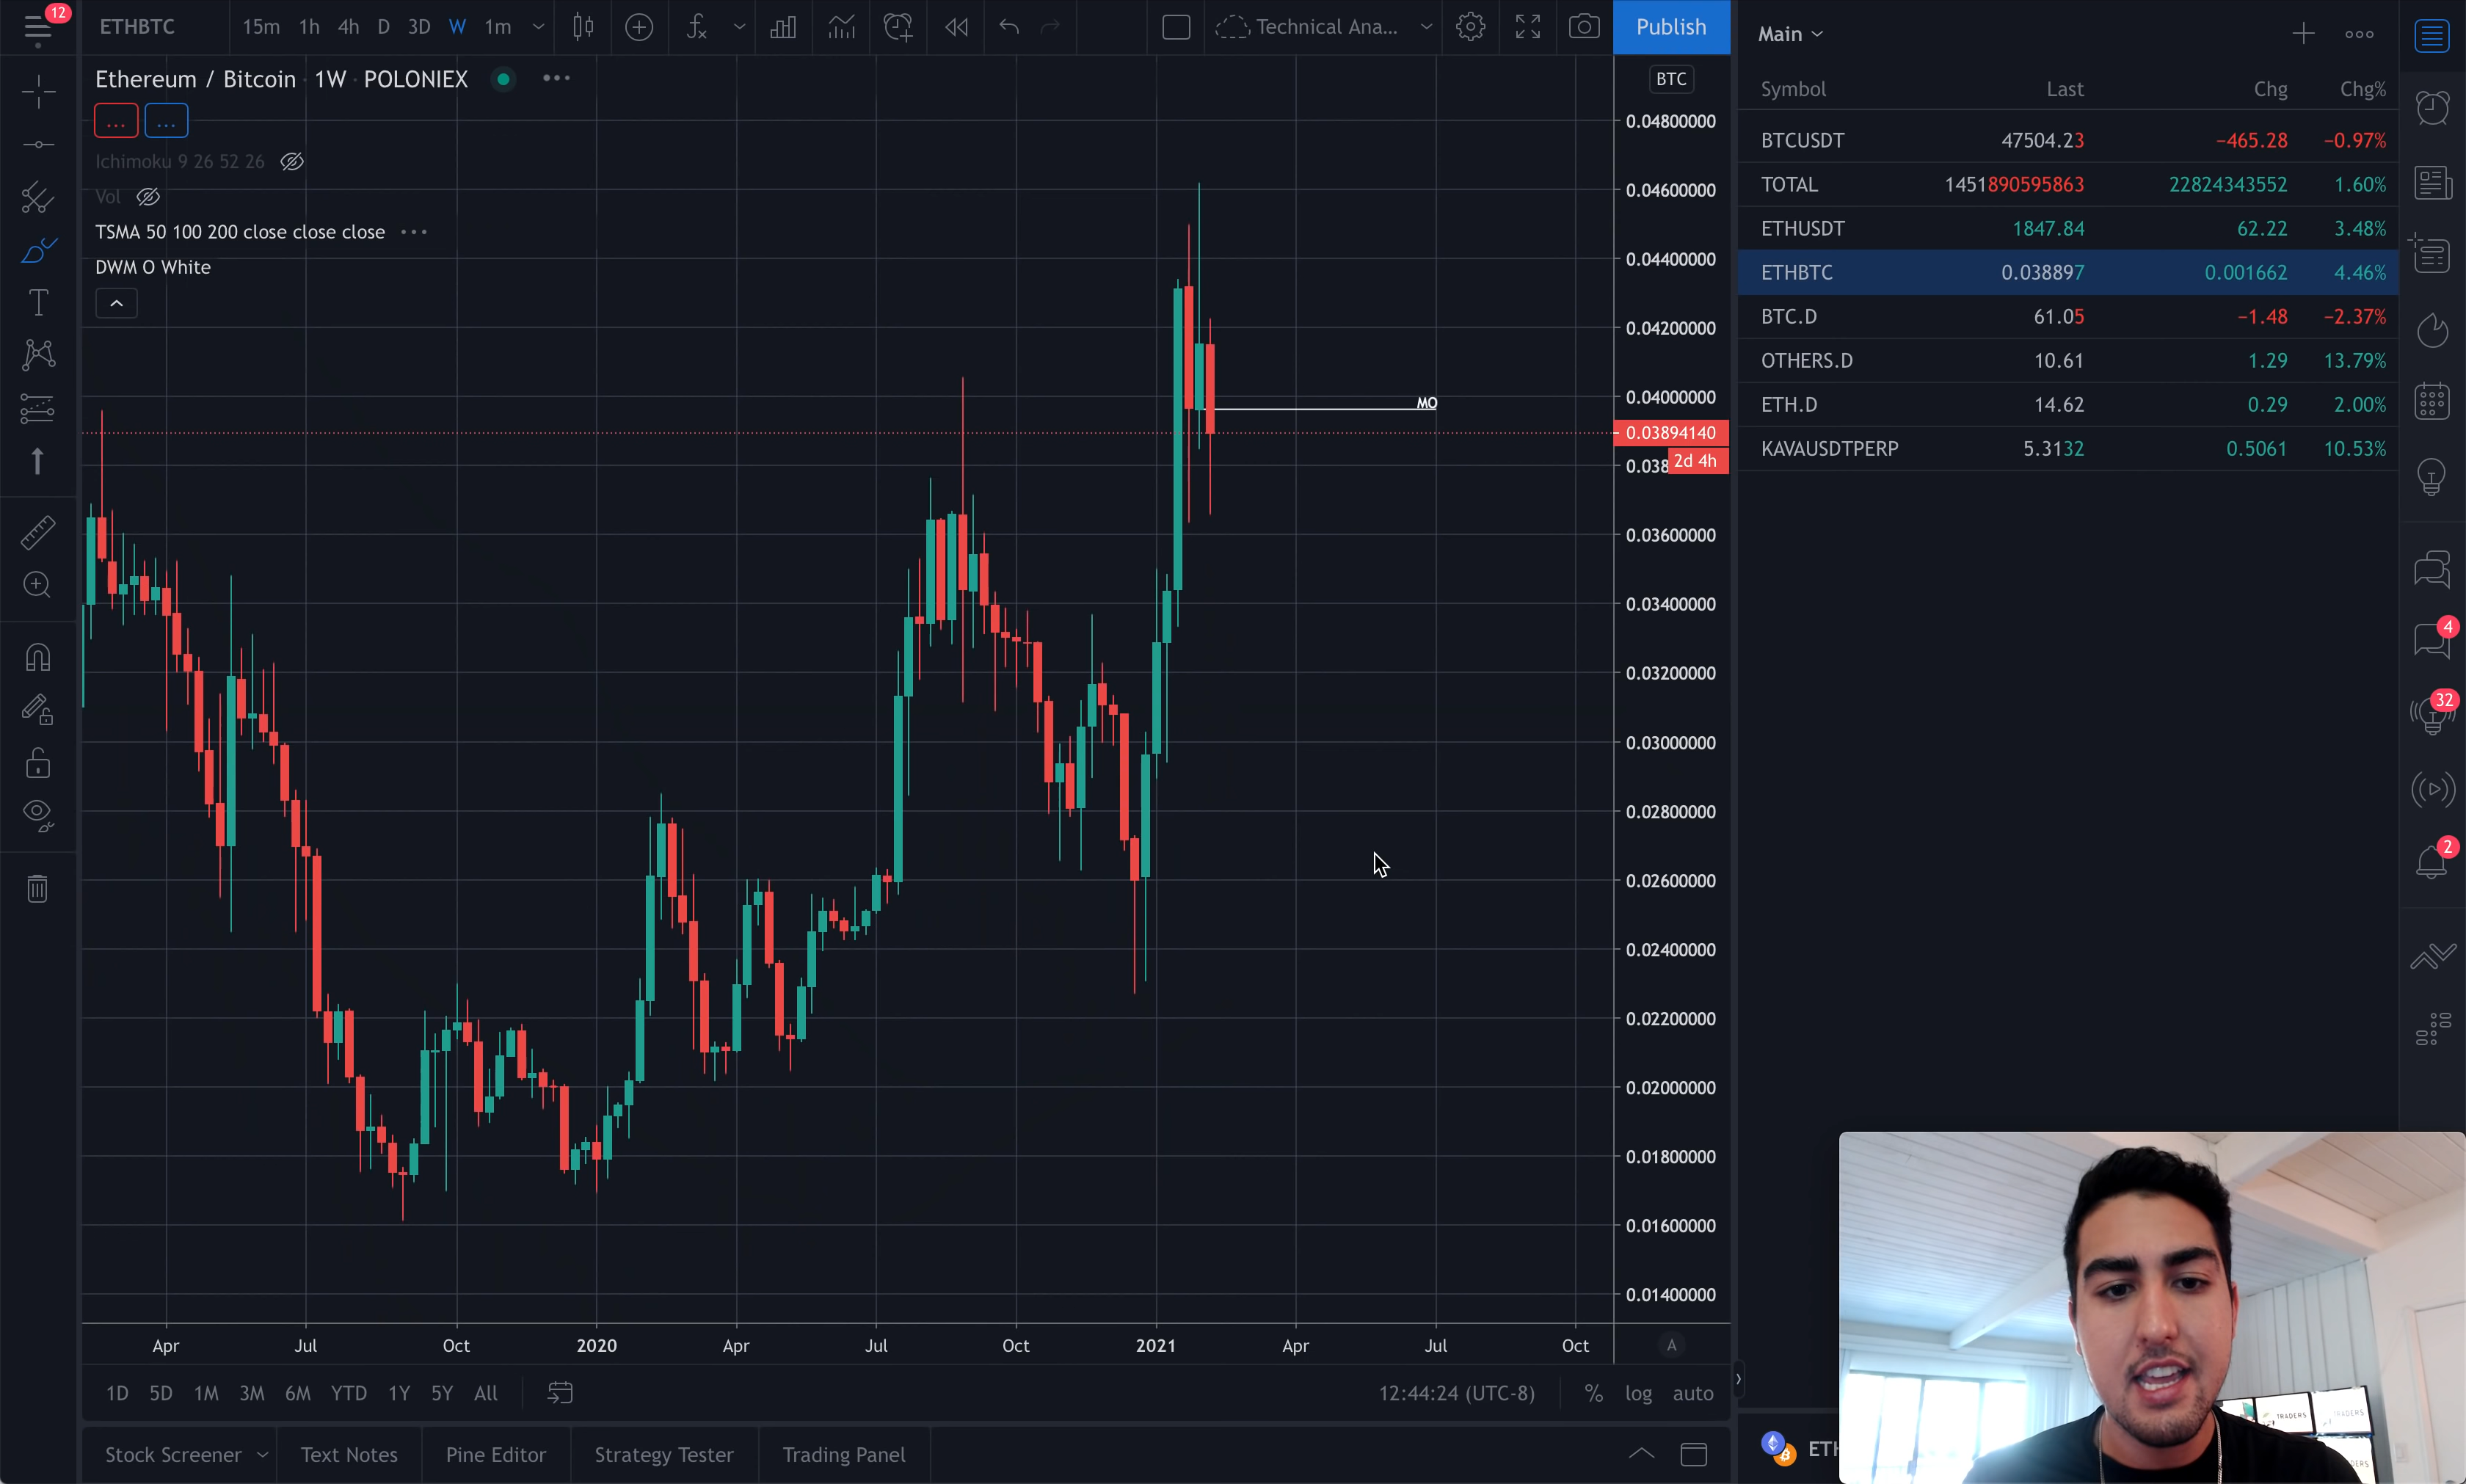 12
ETHBTC 15m 1h 4h D 3D W 1m Technical Ana... Publish
Ethereum / Bitcoin · 1W · POLONIEX ...
... ...
Ichimoku 9 26 52 26
Vol
TSMA 50 100 200 close close close ...
DWM O White
MO
BTC
0.04800000
0.04600000
0.04400000
0.04200000
0.04000000
0.03894140
2d 4h
0.038
0.03600000
0.03400000
0.03200000
0.03000000
0.02800000
0.02600000
0.02400000
0.02200000
0.02000000
0.01800000
0.01600000
0.01400000
Apr Jul Oct 2020 Apr Jul Oct 2021 Apr Jul Oct A
1D 5D 1M 3M 6M YTD 1Y 5Y All 12:44:24 (UTC-8) % log auto
Stock Screener Text Notes Pine Editor Strategy Tester Trading Panel
Main
Symbol Last Chg Chg%
BTCUSDT 47504.23 −465.28 −0.97%
TOTAL 1451890595863 22824343552 1.60%
ETHUSDT 1847.84 62.22 3.48%
ETHBTC 0.038897 0.001662 4.46%
BTC.D 61.05 −1.48 −2.37%
OTHERS.D 10.61 1.29 13.79%
ETH.D 14.62 0.29 2.00%
KAVAUSDTPERP 5.3132 0.5061 10.53%
4
32
2
ETH
TRADERS
TRADERS